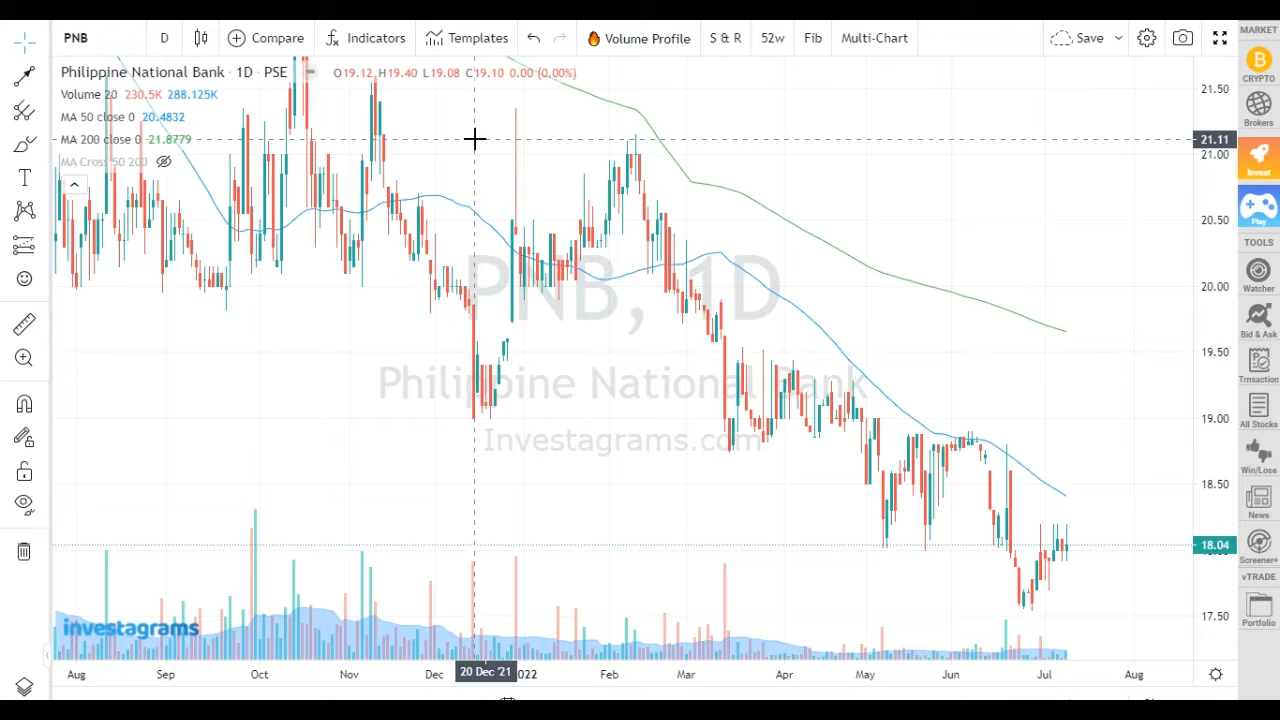 PNB D Compare Indicators Templates Volume Profile S & R 52w Fib Multi-Chart Save
Philippine National Bank · 1D · PSE O19.12 H19.40 L19.08 C19.10 0.00 (0.00%)
Volume 20 230.5K 288.125K
MA 50 close 0 20.4832
MA 200 close 0 21.8779
MA Cross 50 200
PNB, 1D
Philippine National Bank
Investagrams.com
investagrams
21.50
21.11
21.00
20.50
20.00
19.50
19.00
18.50
18.04
17.50
Aug Sep Oct Nov Dec 20 Dec '21 2022 Feb Mar Apr May Jun Jul Aug
MARKET
CRYPTO
Brokers
Invest
Play
TOOLS
Watcher
Bid & Ask
Trnsaction
All Stocks
Win/Lose
News
Screener+
vTRADE
Portfolio